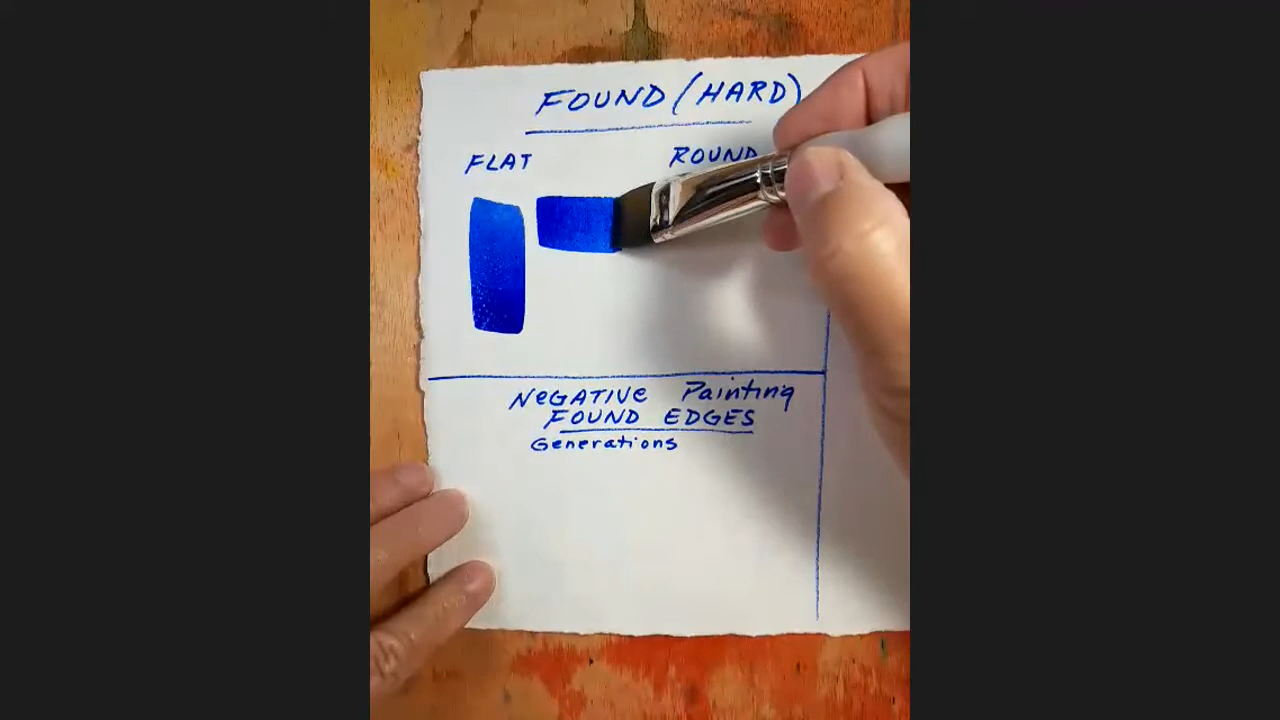 FOUND (HARD)
FLAT
ROUND
NeGATIVe Painting
FOUND EDGES
Generations